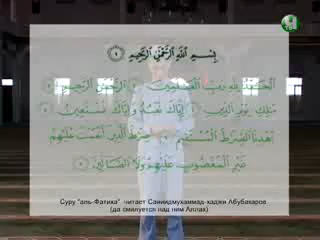 بِسْمِ اللَّهِ الرَّحْمَٰنِ الرَّحِيمِ ۝١
الْحَمْدُ لِلَّهِ رَبِّ الْعَالَمِينَ ۝ الرَّحْمَٰنِ الرَّحِيمِ ۝
مَالِكِ يَوْمِ الدِّينِ ۝ إِيَّاكَ نَعْبُدُ وَإِيَّاكَ نَسْتَعِينُ ۝
اهْدِنَا الصِّرَاطَ الْمُسْتَقِيمَ ۝ صِرَاطَ الَّذِينَ أَنْعَمْتَ عَلَيْهِمْ
غَيْرِ الْمَغْضُوبِ عَلَيْهِمْ وَلَا الضَّالِّينَ ۝
Суру "аль-Фатиха" читает Саййидмухаммад-хаджи Абубакаров
(да смилуется над ним Аллах)